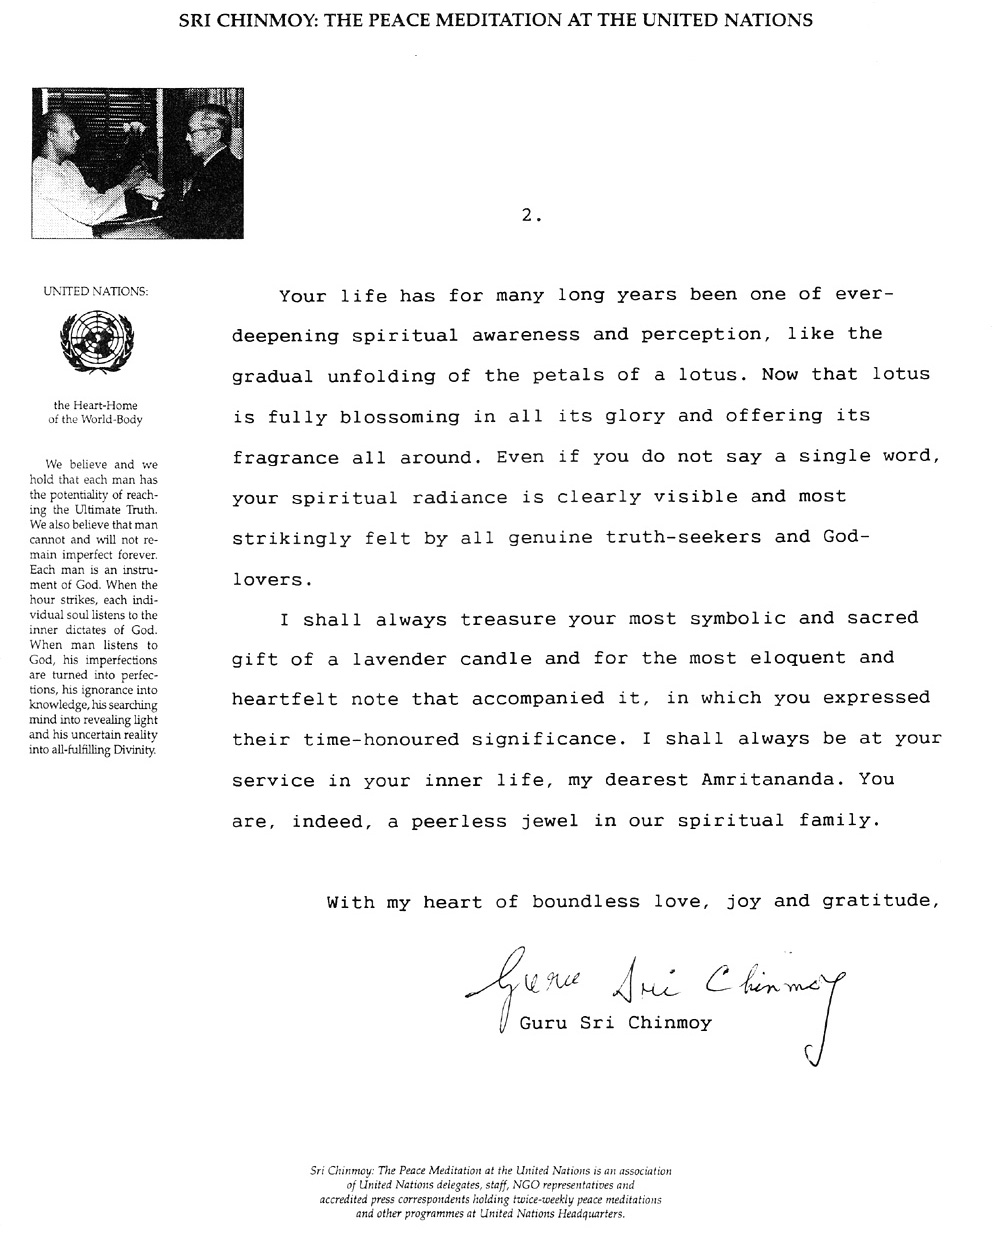 SRI CHINMOY: THE PEACE MEDITATION AT THE UNITED NATIONS
2.
UNITED NATIONS:
the Heart-Home
of the World-Body
We believe and we
hold that each man has
the potentiality of reach-
ing the Ultimate Truth.
We also believe that man
cannot and will not re-
main imperfect forever.
Each man is an instru-
ment of God. When the
hour strikes, each indi-
vidual soul listens to the
inner dictates of God.
When man listens to
God, his imperfections
are turned into perfec-
tions, his ignorance into
knowledge, his searching
mind into revealing light
and his uncertain reality
into all-fulfilling Divinity.
Your life has for many long years been one of ever-
deepening spiritual awareness and perception, like the
gradual unfolding of the petals of a lotus. Now that lotus
is fully blossoming in all its glory and offering its
fragrance all around. Even if you do not say a single word,
your spiritual radiance is clearly visible and most
strikingly felt by all genuine truth-seekers and God-
lovers.
I shall always treasure your most symbolic and sacred
gift of a lavender candle and for the most eloquent and
heartfelt note that accompanied it, in which you expressed
their time-honoured significance. I shall always be at your
service in your inner life, my dearest Amritananda. You
are, indeed, a peerless jewel in our spiritual family.
With my heart of boundless love, joy and gratitude,
Guru Sri Chinmoy
Guru Sri Chinmoy
Sri Chinmoy: The Peace Meditation at the United Nations is an association
of United Nations delegates, staff, NGO representatives and
accredited press correspondents holding twice-weekly peace meditations
and other programmes at United Nations Headquarters.